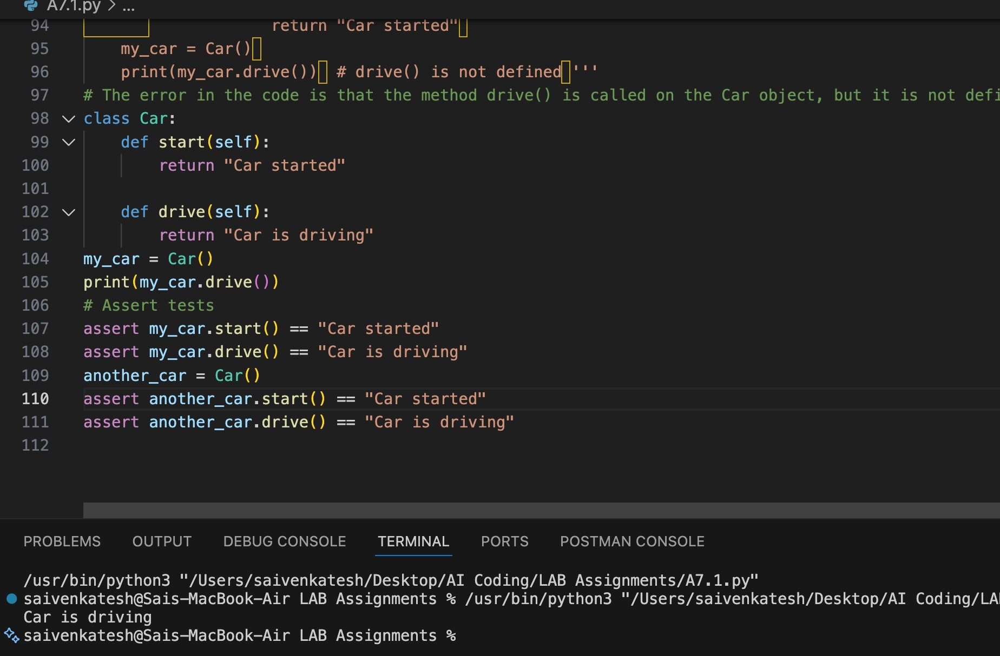 A7.1.py > ...
94 return "Car started"
95 my_car = Car()
96 print(my_car.drive()) # drive() is not defined'''
97 # The error in the code is that the method drive() is called on the Car object, but it is not defi
98 class Car:
99 def start(self):
100 return "Car started"
101
102 def drive(self):
103 return "Car is driving"
104 my_car = Car()
105 print(my_car.drive())
106 # Assert tests
107 assert my_car.start() == "Car started"
108 assert my_car.drive() == "Car is driving"
109 another_car = Car()
110 assert another_car.start() == "Car started"
111 assert another_car.drive() == "Car is driving"
112
PROBLEMS OUTPUT DEBUG CONSOLE TERMINAL PORTS POSTMAN CONSOLE
/usr/bin/python3 "/Users/saivenkatesh/Desktop/AI Coding/LAB Assignments/A7.1.py"
saivenkatesh@Sais-MacBook-Air LAB Assignments % /usr/bin/python3 "/Users/saivenkatesh/Desktop/AI Coding/LA
Car is driving
saivenkatesh@Sais-MacBook-Air LAB Assignments %